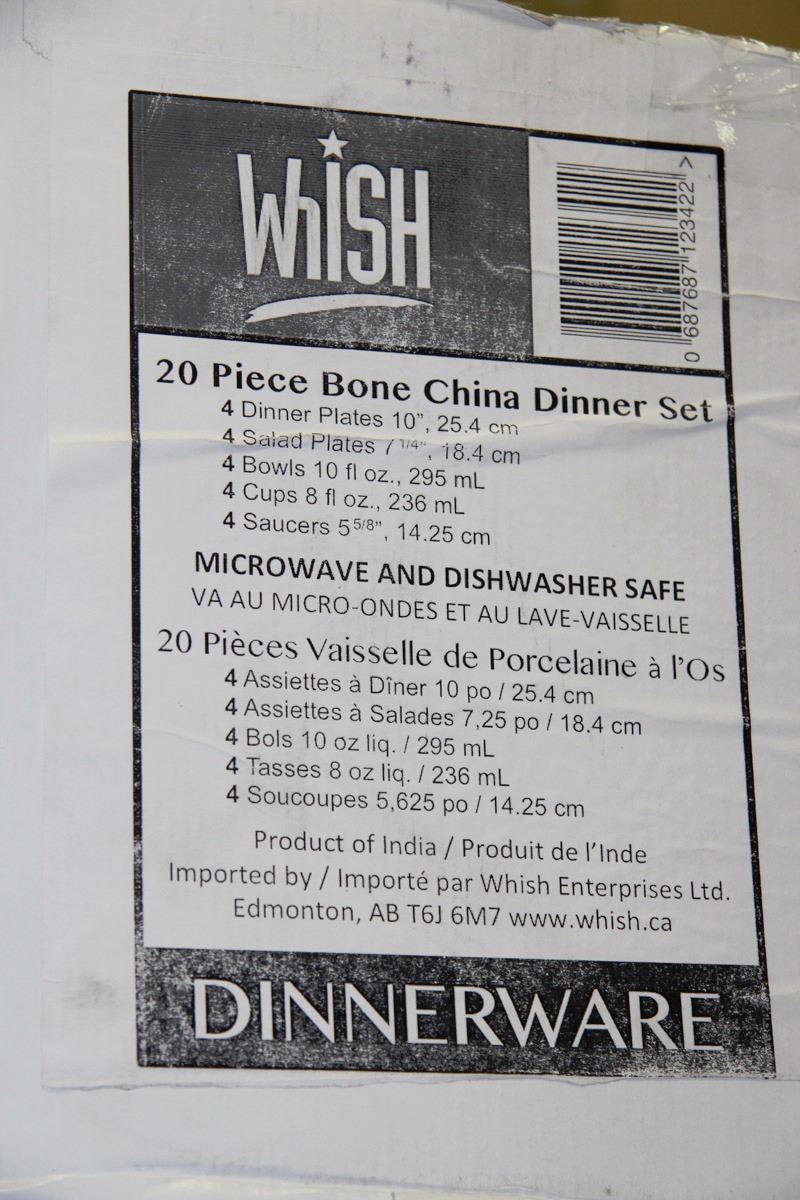 WhiSH
0 687687 123422 >
20 Piece Bone China Dinner Set
4 Dinner Plates 10”, 25.4 cm
4 Salad Plates 7 1/4”, 18.4 cm
4 Bowls 10 fl oz., 295 mL
4 Cups 8 fl oz., 236 mL
4 Saucers 5 5/8”, 14.25 cm
MICROWAVE AND DISHWASHER SAFE
VA AU MICRO-ONDES ET AU LAVE-VAISSELLE
20 Pièces Vaisselle de Porcelaine à l’Os
4 Assiettes à Dîner 10 po / 25.4 cm
4 Assiettes à Salades 7,25 po / 18.4 cm
4 Bols 10 oz liq. / 295 mL
4 Tasses 8 oz liq. / 236 mL
4 Soucoupes 5,625 po / 14.25 cm
Product of India / Produit de l’Inde
Imported by / Importé par Whish Enterprises Ltd.
Edmonton, AB T6J 6M7 www.whish.ca
DINNERWARE